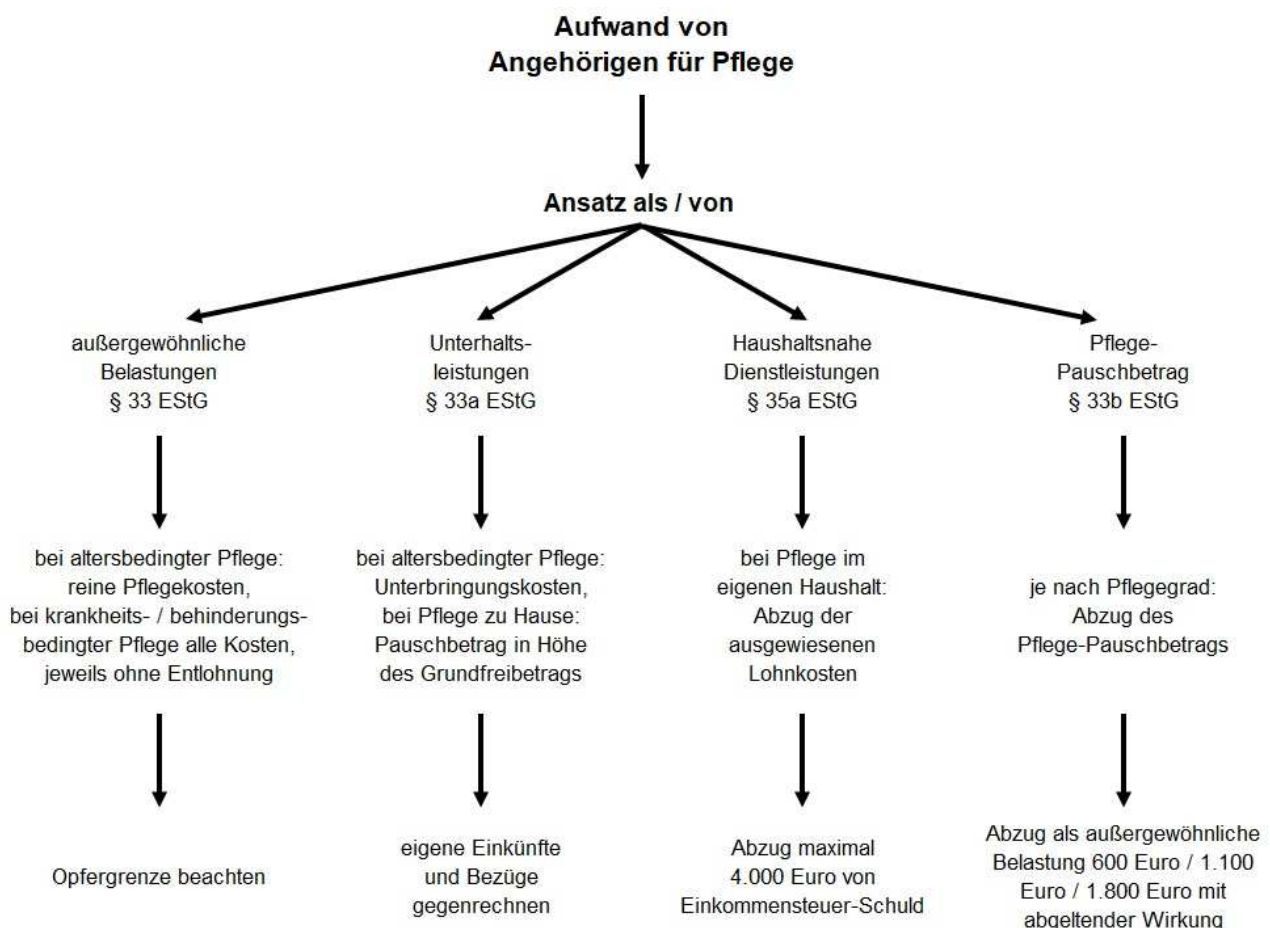 Aufwand von
Angehörigen für Pflege
Ansatz als / von
außergewöhnliche
Belastungen
§ 33 EStG
Unterhalts-
leistungen
§ 33a EStG
Haushaltsnahe
Dienstleistungen
§ 35a EStG
Pflege-
Pauschbetrag
§ 33b EStG
bei altersbedingter Pflege:
reine Pflegekosten,
bei krankheits- / behinderungs-
bedingter Pflege alle Kosten,
jeweils ohne Entlohnung
bei altersbedingter Pflege:
Unterbringungskosten,
bei Pflege zu Hause:
Pauschbetrag in Höhe
des Grundfreibetrags
bei Pflege im
eigenen Haushalt:
Abzug der
ausgewiesenen
Lohnkosten
je nach Pflegegrad:
Abzug des
Pflege-Pauschbetrags
Opfergrenze beachten
eigene Einkünfte
und Bezüge
gegenrechnen
Abzug maximal
4.000 Euro von
Einkommensteuer-Schuld
Abzug als außergewöhnliche
Belastung 600 Euro / 1.100
Euro / 1.800 Euro mit
abgeltender Wirkung